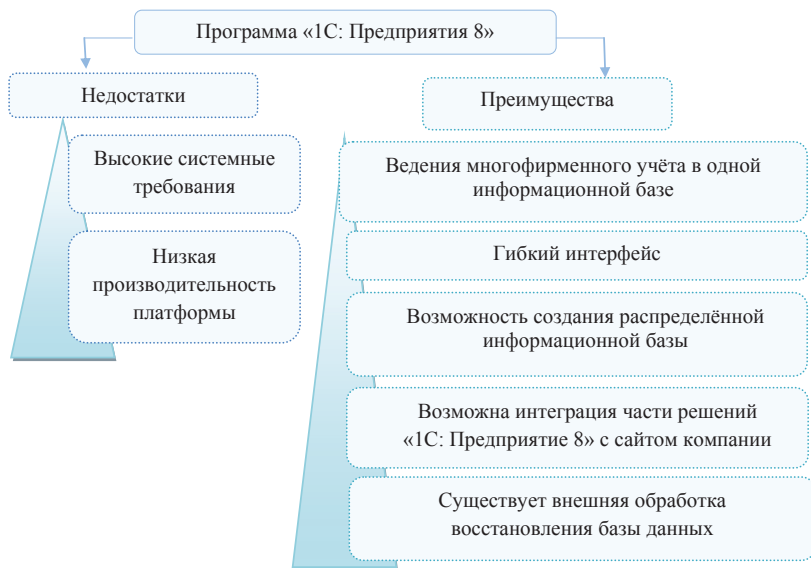 Программа «1С: Предприятия 8»
Недостатки
Высокие системные
требования
Низкая
производительность
платформы
Преимущества
Ведения многофирменного учёта в одной
информационной базе
Гибкий интерфейс
Возможность создания распределённой
информационной базы
Возможна интеграция части решений
«1С: Предприятие 8» с сайтом компании
Существует внешняя обработка
восстановления базы данных